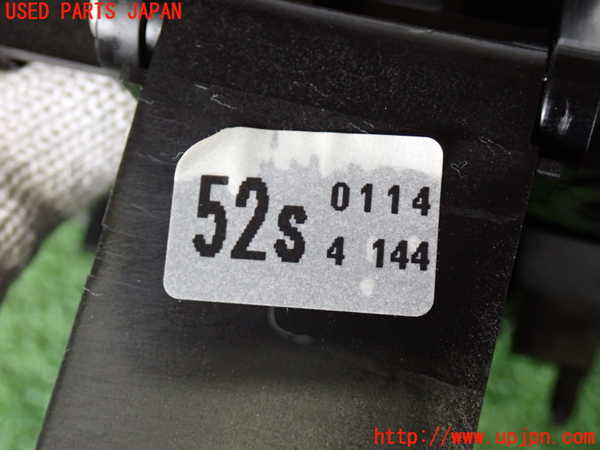 USED PARTS JAPAN
52s 0114
4 144
http://www.upjpn.com/